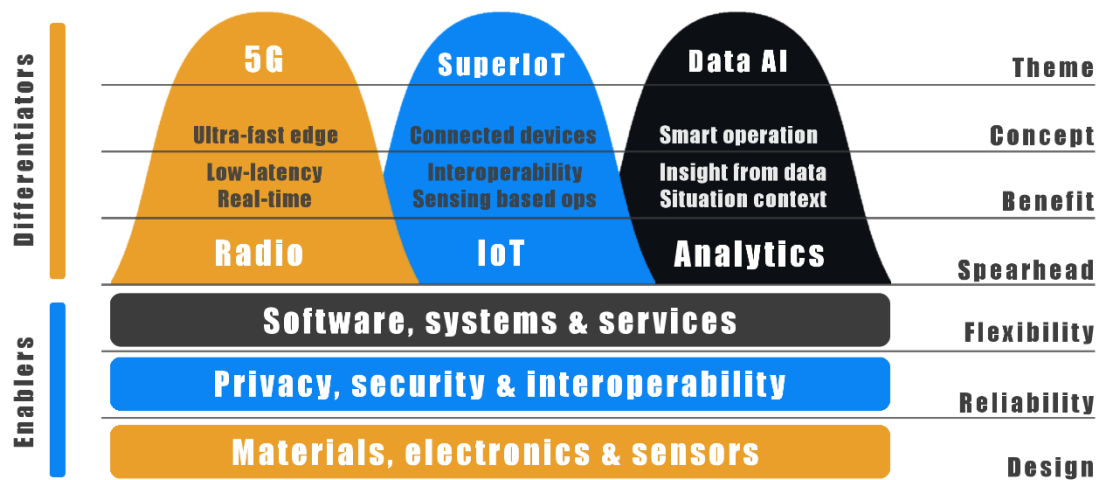 Differentiators
5G
SuperIoT
Data AI
Theme
Ultra-fast edge
Connected devices
Smart operation
Concept
Low-latency
Real-time
Interoperability
Sensing based ops
Insight from data
Situation context
Benefit
Radio
IoT
Analytics
Spearhead
Enablers
Software, systems & services
Flexibility
Privacy, security & interoperability
Reliability
Materials, electronics & sensors
Design